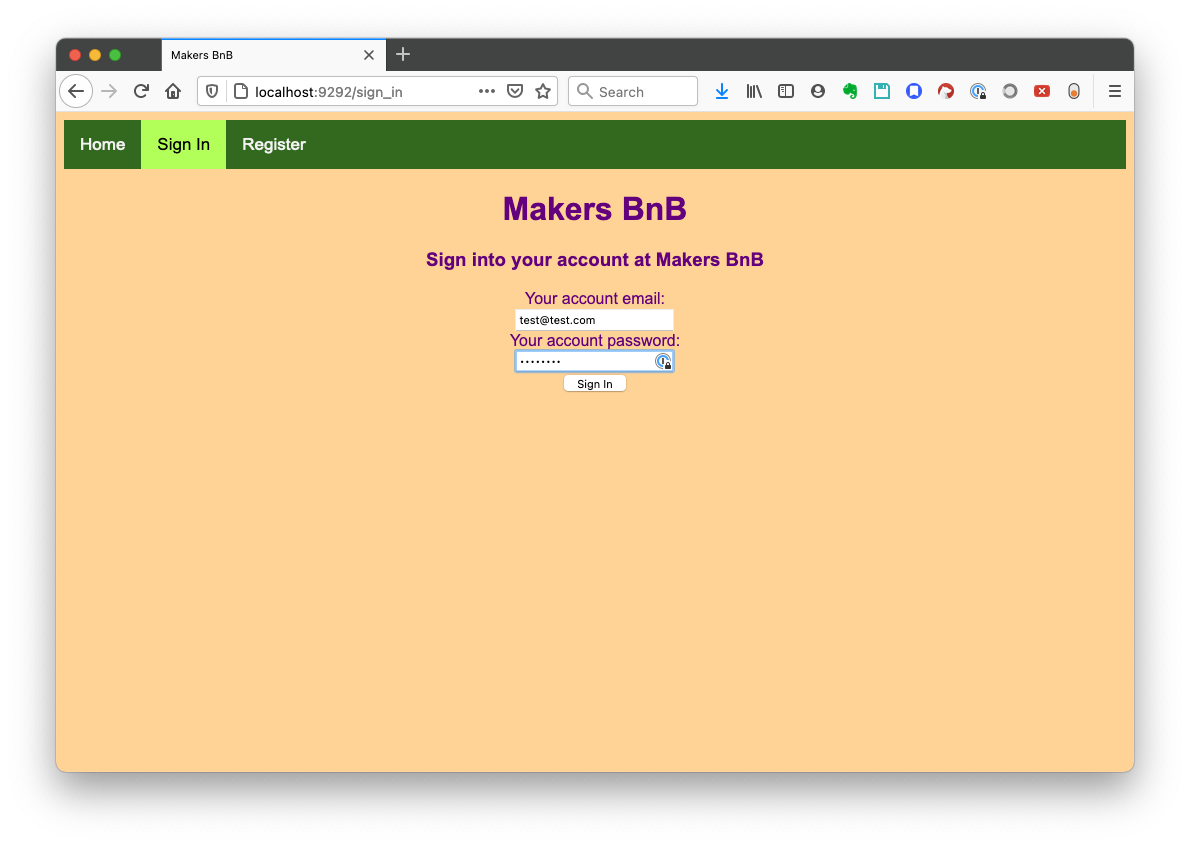 Makers BnB
localhost:9292/sign_in
Search
Home Sign In Register
Makers BnB
Sign into your account at Makers BnB
Your account email:
test@test.com
Your account password:
••••••••
Sign In